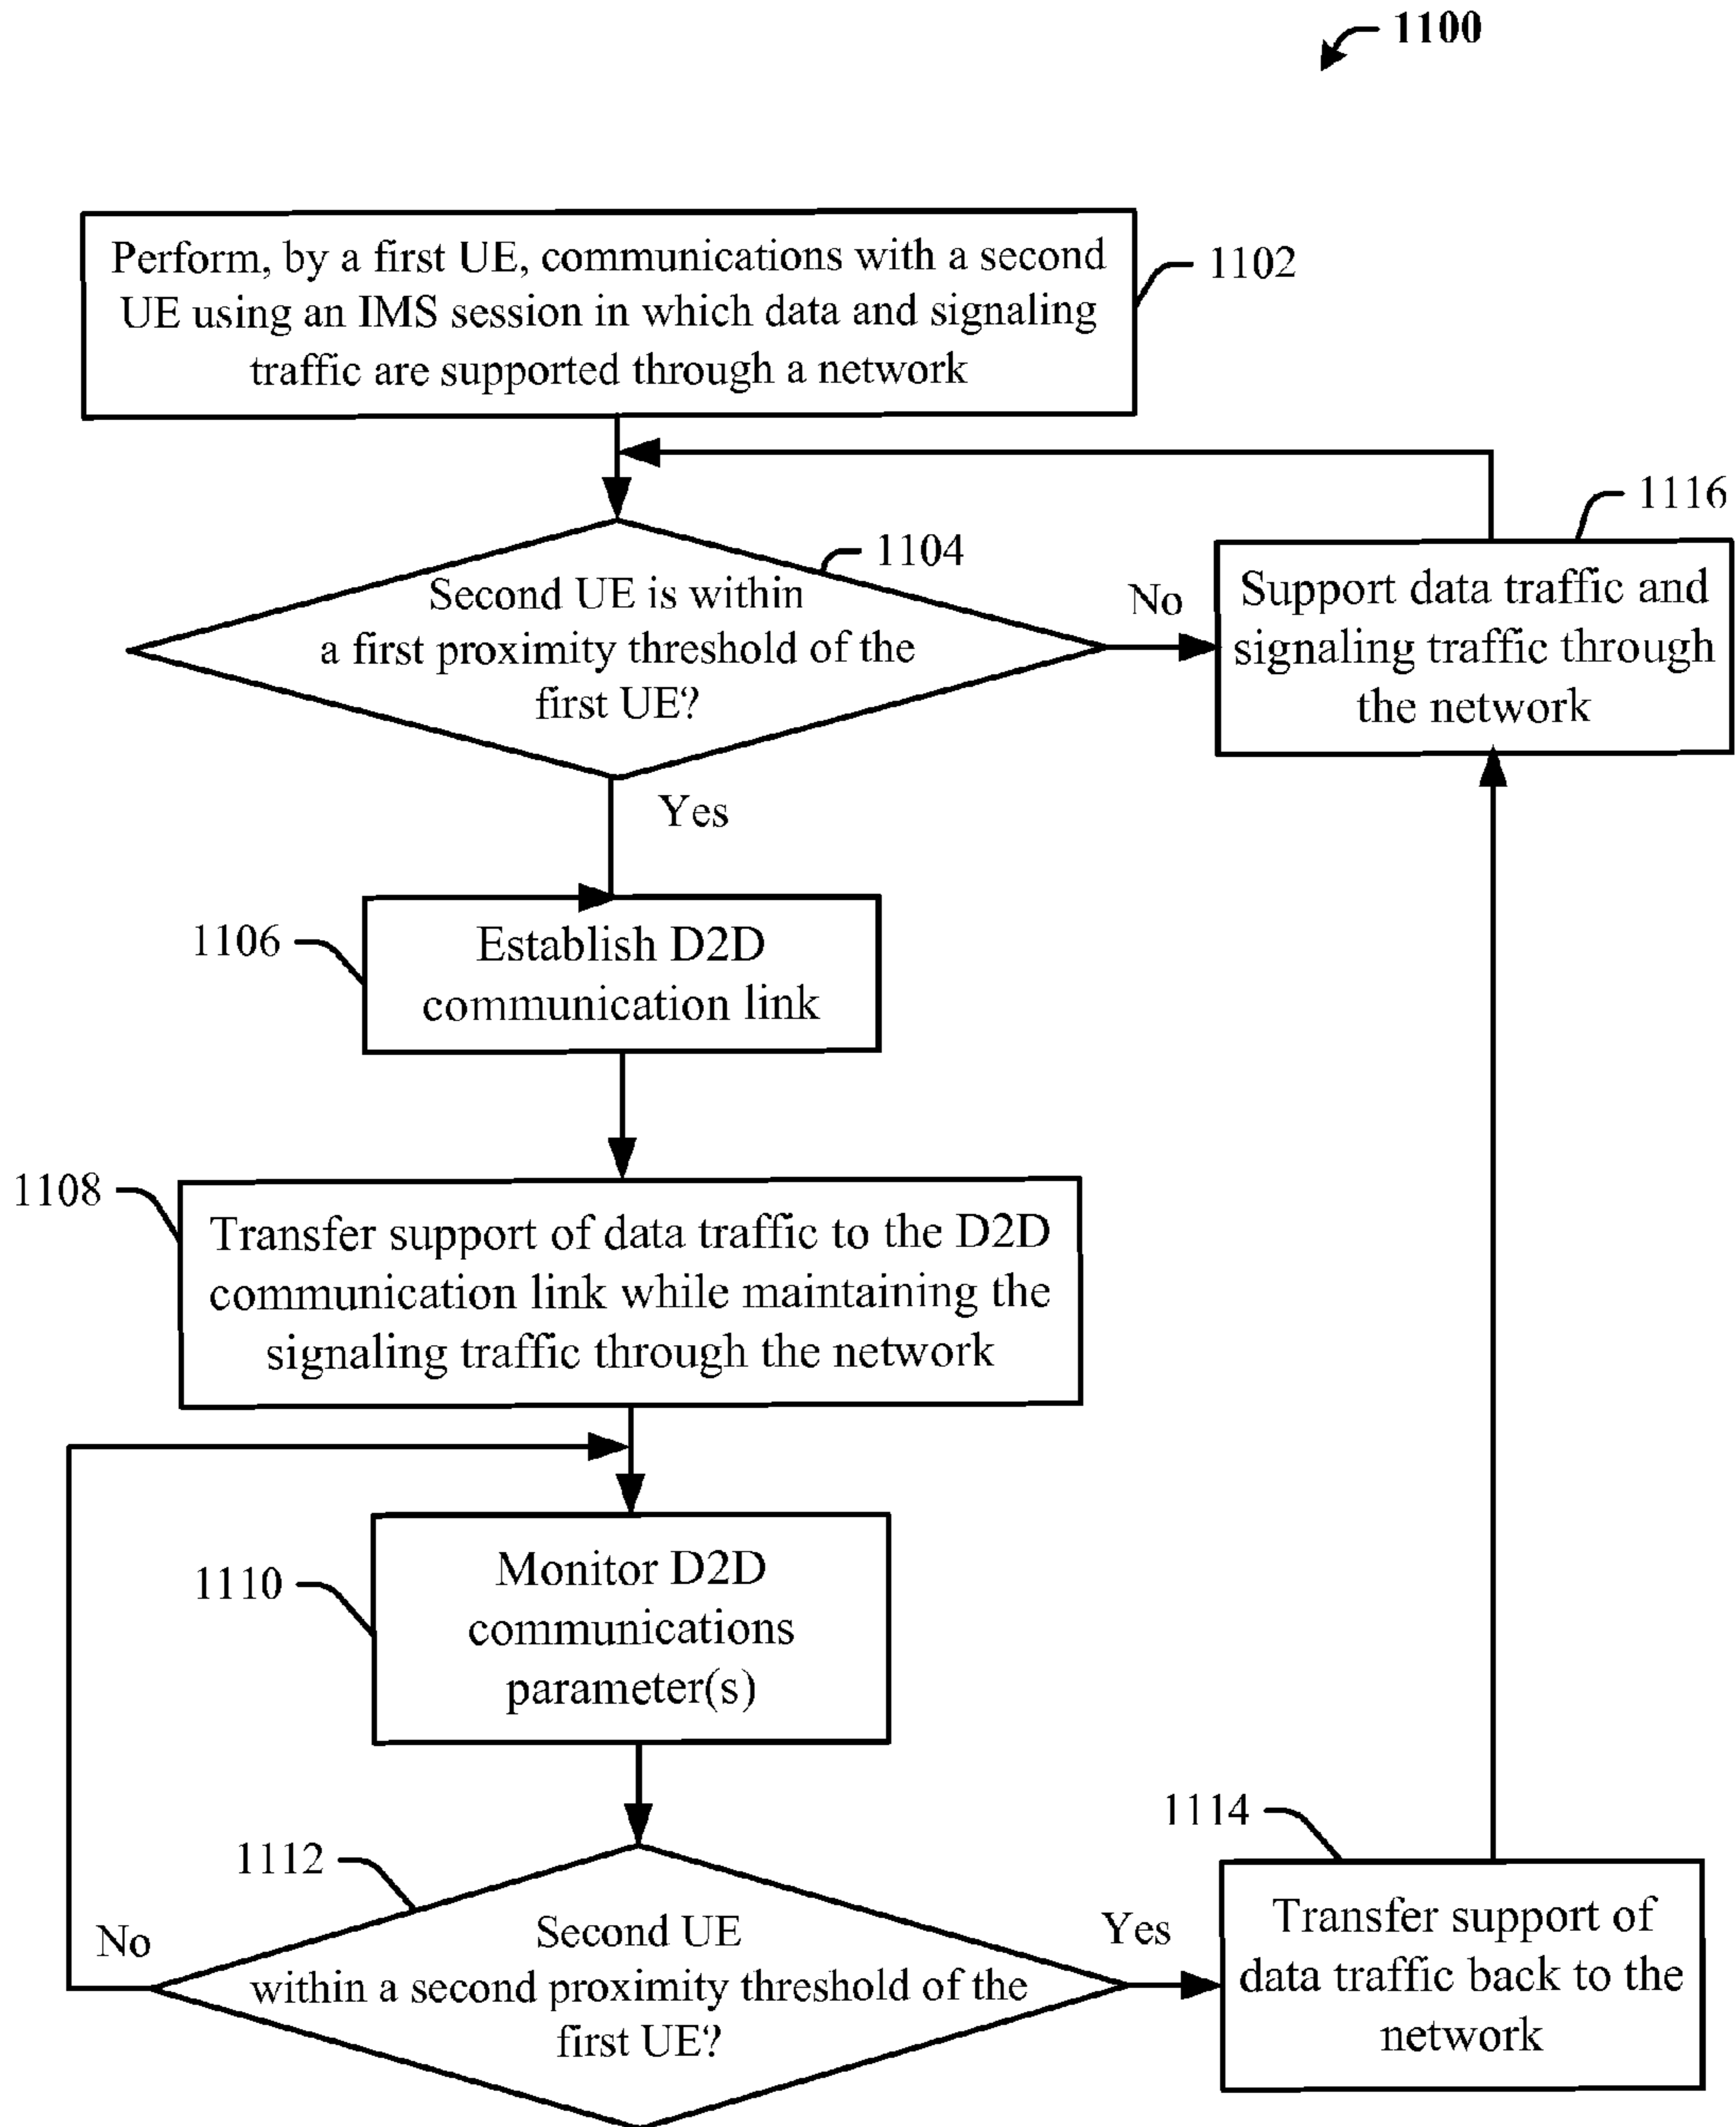 1100
Perform, by a first UE, communications with a second
UE using an IMS session in which data and signaling
traffic are supported through a network
1102
1116
1104
Second UE is within
a first proximity threshold of the
first UE?
No
Support data traffic and
signaling traffic through
the network
Yes
1106
Establish D2D
communication link
1108
Transfer support of data traffic to the D2D
communication link while maintaining the
signaling traffic through the network
1110
Monitor D2D
communications
parameter(s)
1114
1112
Second UE
within a second proximity threshold of the
first UE?
No
Yes
Transfer support of
data traffic back to the
network